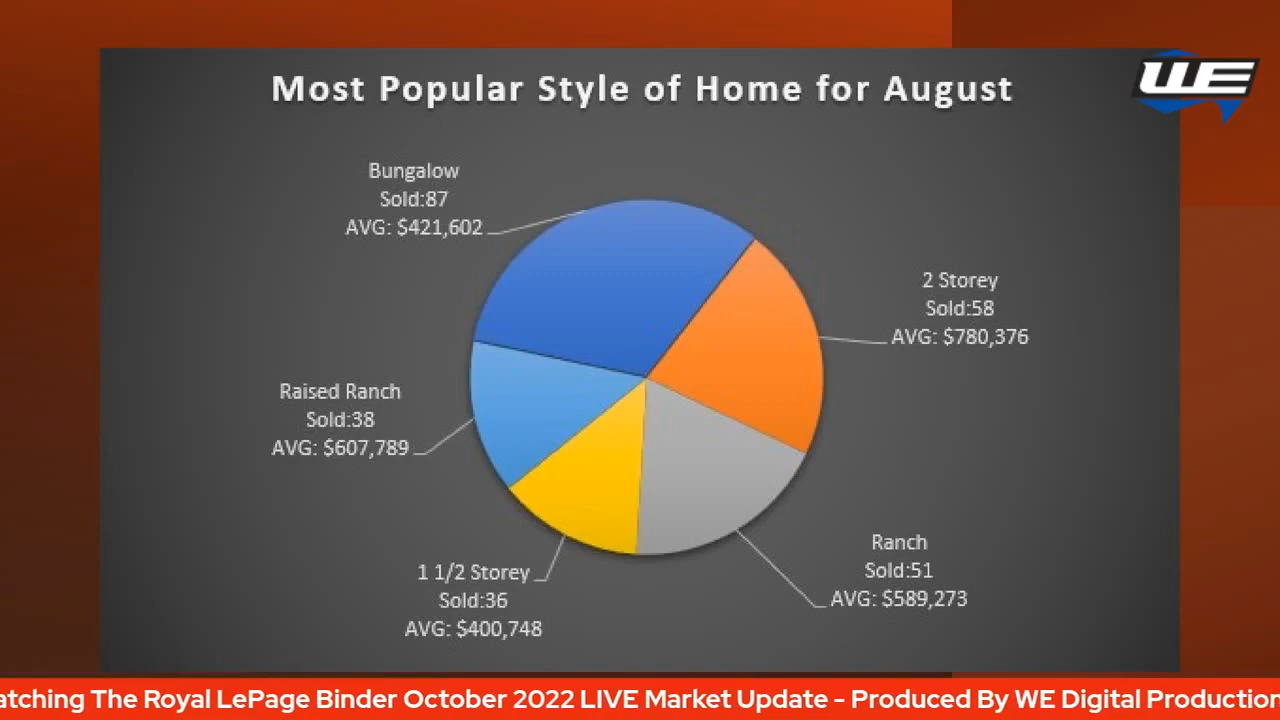 Most Popular Style of Home for August
WE
Bungalow
Sold:87
AVG: $421,602
2 Storey
Sold:58
AVG: $780,376
Raised Ranch
Sold:38
AVG: $607,789
Ranch
Sold:51
AVG: $589,273
1 1/2 Storey
Sold:36
AVG: $400,748
atching The Royal LePage Binder October 2022 LIVE Market Update - Produced By WE Digital Production